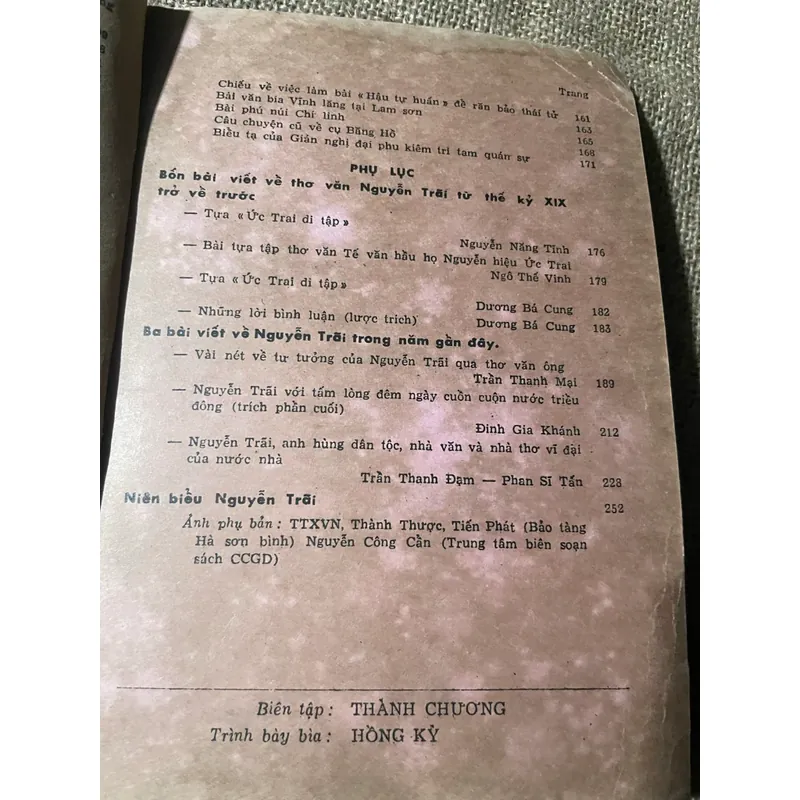 Trang
Chiếu về việc làm bài «Hậu tự huấn» để răn bảo thái tử 161
Bài văn bia Vĩnh lăng tại Lam sơn 163
Bài phú núi Chí linh 165
Câu chuyện cũ về cụ Băng Hồ 168
Biểu tạ của Gián nghị đại phu kiêm tri tam quán sự 171
PHỤ LỤC
Bốn bài viết về thơ văn Nguyễn Trãi từ thế kỷ XIX
trở về trước
— Tựa «Ức Trai di tập»
Nguyễn Năng Tĩnh 176
— Bài tựa tập thơ văn Tế văn hầu họ Nguyễn hiệu Ức Trai
Ngô Thế Vinh 179
— Tựa «Ức Trai di tập»
Dương Bá Cung 182
— Những lời bình luận (lược trích) Dương Bá Cung 183
Ba bài viết về Nguyễn Trãi trong năm gần đây.
— Vài nét về tư tưởng của Nguyễn Trãi qua thơ văn ông
Trần Thanh Mại 189
— Nguyễn Trãi với tấm lòng đêm ngày cuồn cuộn nước triều
đông (trích phần cuối)
Đinh Gia Khánh 212
— Nguyễn Trãi, anh hùng dân tộc, nhà văn và nhà thơ vĩ đại
của nước nhà
Trần Thanh Đạm — Phan Sĩ Tấn 228
Niên biểu Nguyễn Trãi 252
Ảnh phụ bản: TTXVN, Thành Thược, Tiến Phát (Bảo tàng
Hà sơn bình) Nguyễn Công Cần (Trung tâm biên soạn
sách CCGD)
Biên tập: THÀNH CHƯƠNG
Trình bày bìa: HỒNG KỲ